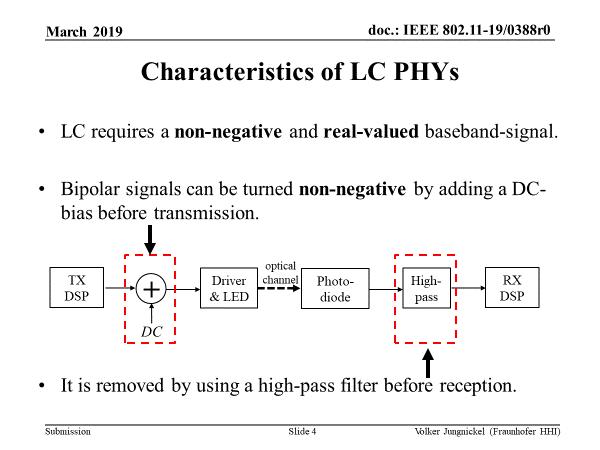 March 2019
doc.: IEEE 802.11-19/0388r0
Characteristics of LC PHYs
• LC requires a non-negative and real-valued baseband-signal.
• Bipolar signals can be turned non-negative by adding a DC-
bias before transmission.
TX
DSP
+
DC
Driver
& LED
optical
channel
Photo-
diode
High-
pass
RX
DSP
• It is removed by using a high-pass filter before reception.
Submission
Slide 4
Volker Jungnickel (Fraunhofer HHI)